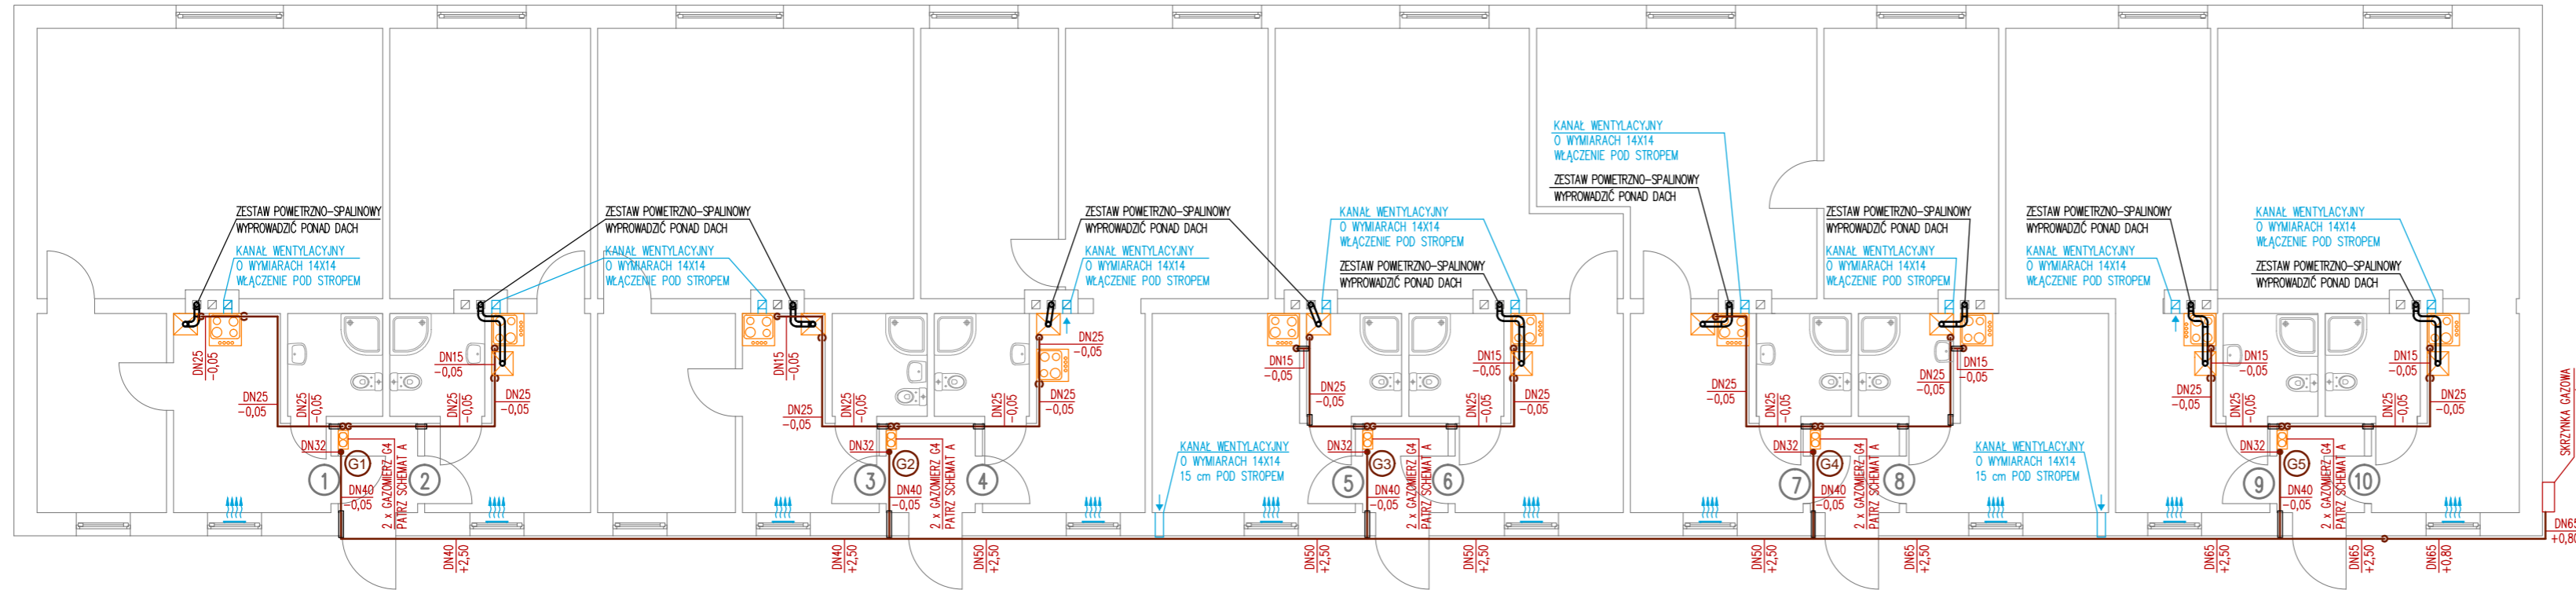 KANAŁ WENTYLACYJNY
O WYMIARACH 14X14
WŁĄCZENIE POD STROPEM
ZESTAW POWIETRZNO-SPALINOWY
WYPROWADZIĆ PONAD DACH
ZESTAW POWIETRZNO-SPALINOWY
WYPROWADZIĆ PONAD DACH
KANAŁ WENTYLACYJNY
O WYMIARACH 14X14
WŁĄCZENIE POD STROPEM
ZESTAW POWIETRZNO-SPALINOWY
WYPROWADZIĆ PONAD DACH
KANAŁ WENTYLACYJNY
O WYMIARACH 14X14
WŁĄCZENIE POD STROPEM
ZESTAW POWIETRZNO-SPALINOWY
WYPROWADZIĆ PONAD DACH
KANAŁ WENTYLACYJNY
O WYMIARACH 14X14
WŁĄCZENIE POD STROPEM
KANAŁ WENTYLACYJNY
O WYMIARACH 14X14
WŁĄCZENIE POD STROPEM
ZESTAW POWIETRZNO-SPALINOWY
WYPROWADZIĆ PONAD DACH
ZESTAW POWIETRZNO-SPALINOWY
WYPROWADZIĆ PONAD DACH
KANAŁ WENTYLACYJNY
O WYMIARACH 14X14
WŁĄCZENIE POD STROPEM
ZESTAW POWIETRZNO-SPALINOWY
WYPROWADZIĆ PONAD DACH
KANAŁ WENTYLACYJNY
O WYMIARACH 14X14
WŁĄCZENIE POD STROPEM
KANAŁ WENTYLACYJNY
O WYMIARACH 14X14
WŁĄCZENIE POD STROPEM
ZESTAW POWIETRZNO-SPALINOWY
WYPROWADZIĆ PONAD DACH
DN25
-0,05
DN25
-0,05
DN25
-0,05
DN15
-0,05
DN25
-0,05
DN25
-0,05
DN32
1
G1
2
DN40
-0,05
2 x GAZOMIERZ G4
PATRZ SCHEMAT A
DN15
-0,05
DN25
-0,05
DN25
-0,05
DN25
-0,05
DN25
-0,05
DN25
-0,05
DN32
3
G2
4
DN40
-0,05
2 x GAZOMIERZ G4
PATRZ SCHEMAT A
KANAŁ WENTYLACYJNY
O WYMIARACH 14X14
15 cm POD STROPEM
DN15
-0,05
DN25
-0,05
DN15
-0,05
DN25
-0,05
DN25
-0,05
DN32
5
G3
6
DN40
-0,05
2 x GAZOMIERZ G4
PATRZ SCHEMAT A
DN25
-0,05
DN25
-0,05
DN15
-0,05
7
G4
8
DN40
-0,05
2 x GAZOMIERZ G4
PATRZ SCHEMAT A
KANAŁ WENTYLACYJNY
O WYMIARACH 14X14
15 cm POD STROPEM
DN15
-0,05
DN25
-0,05
DN15
-0,05
DN25
-0,05
DN25
-0,05
DN32
9
G5
10
DN40
-0,05
2 x GAZOMIERZ G4
PATRZ SCHEMAT A
SKRZYNKA GAZOWA
DN65
+0,80
DN40
+2,50
DN40
+2,50
DN50
+2,50
DN50
+2,50
DN50
+2,50
DN50
+2,50
DN65
+2,50
DN65
+2,50
DN65
+2,50
DN65
+0,80